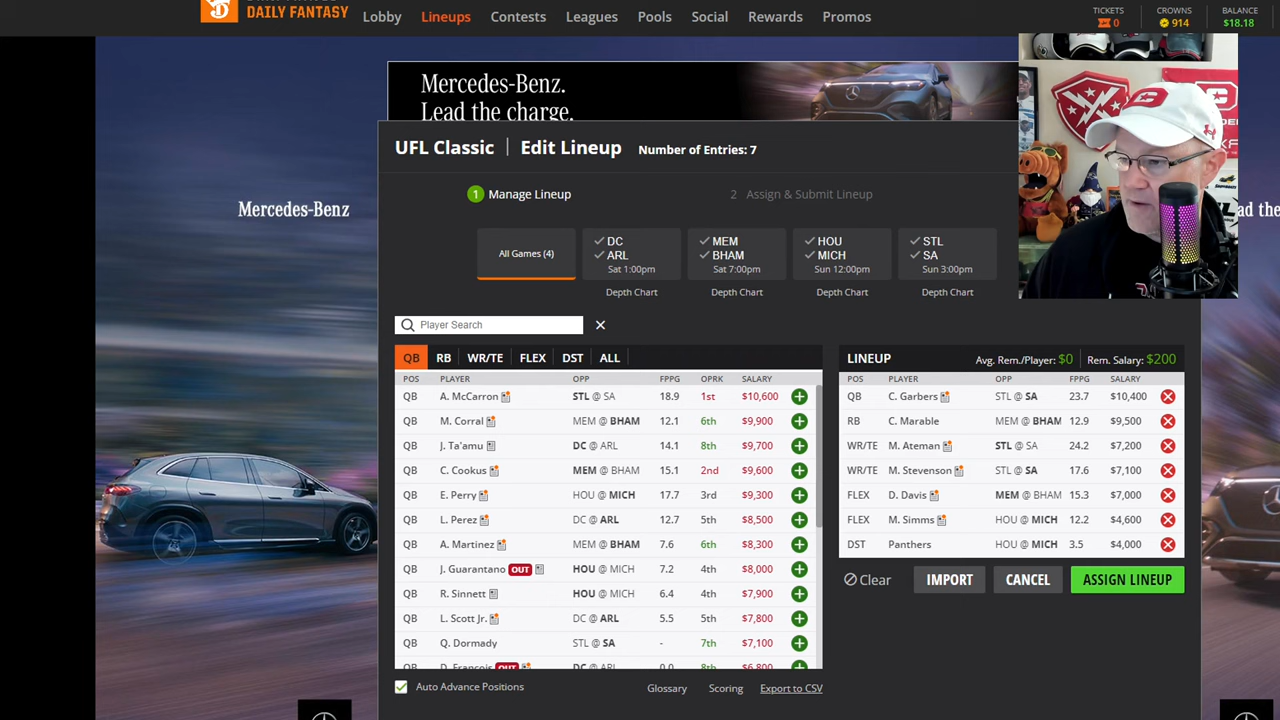 DAILY FANTASY
Lobby Lineups Contests Leagues Pools Social Rewards Promos
TICKETS CROWNS BALANCE
0 914 $18.18
Mercedes-Benz.
Lead the charge.
UFL Classic Edit Lineup Number of Entries: 7
1 Manage Lineup 2 Assign & Submit Lineup
Mercedes-Benz
ad the
All Games (4)
DC ARL Sat 1:00pm
MEM BHAM Sat 7:00pm
HOU MICH Sun 12:00pm
STL SA Sun 3:00pm
Depth Chart Depth Chart Depth Chart Depth Chart
Player Search
QB RB WR/TE FLEX DST ALL
POS PLAYER OPP FPPG OPRK SALARY
QB A. McCarron STL @ SA 18.9 1st $10,600
QB M. Corral MEM @ BHAM 12.1 6th $9,900
QB J. Ta'amu DC @ ARL 14.1 8th $9,700
QB C. Cookus MEM @ BHAM 15.1 2nd $9,600
QB E. Perry HOU @ MICH 17.7 3rd $9,300
QB L. Perez DC @ ARL 12.7 5th $8,500
QB A. Martinez MEM @ BHAM 7.6 6th $8,300
QB J. Guarantano OUT HOU @ MICH 7.2 4th $8,000
QB R. Sinnett HOU @ MICH 6.4 4th $7,900
QB L. Scott Jr. DC @ ARL 5.5 5th $7,800
QB Q. Dormady STL @ SA - 7th $7,100
QB D. Francois OUT DC @ ARL 0.0 8th $6,800
LINEUP Avg. Rem./Player: $0 Rem. Salary: $200
POS PLAYER OPP FPPG SALARY
QB C. Garbers STL @ SA 23.7 $10,400
RB C. Marable MEM @ BHAM 12.9 $9,500
WR/TE M. Ateman STL @ SA 24.2 $7,200
WR/TE M. Stevenson STL @ SA 17.6 $7,100
FLEX D. Davis MEM @ BHAM 15.3 $7,000
FLEX M. Simms HOU @ MICH 12.2 $4,600
DST Panthers HOU @ MICH 3.5 $4,000
Clear IMPORT CANCEL ASSIGN LINEUP
Auto Advance Positions Glossary Scoring Export to CSV